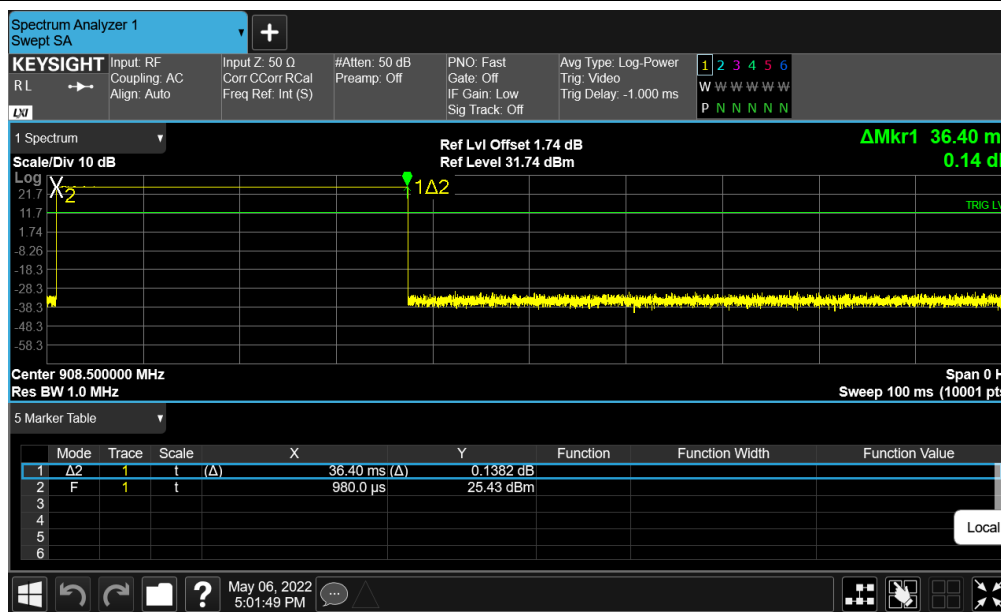 Spectrum Analyzer 1
Swept SA
KEYSIGHT
RL
LXI
Input: RF
Coupling: AC
Align: Auto
Input Z: 50 Ω
Corr CCorr RCal
Freq Ref: Int (S)
#Atten: 50 dB
Preamp: Off
PNO: Fast
Gate: Off
IF Gain: Low
Sig Track: Off
Avg Type: Log-Power
Trig: Video
Trig Delay: -1.000 ms
1 2 3 4 5 6
W W W W W W
P N N N N N
1 Spectrum
Scale/Div 10 dB
Ref Lvl Offset 1.74 dB
Ref Level 31.74 dBm
ΔMkr1 36.40 m
0.14 d
Log
21.7
11.7
1.74
-8.26
-18.3
-28.3
-38.3
-48.3
-58.3
2
1Δ2
TRIG LV
Center 908.500000 MHz
Res BW 1.0 MHz
Span 0 H
Sweep 100 ms (10001 pts
5 Marker Table
Mode Trace Scale X Y Function Function Width Function Value
1 Δ2 1 t (Δ) 36.40 ms (Δ) 0.1382 dB
2 F 1 t 980.0 µs 25.43 dBm
3
4
5
6
Local
?
May 06, 2022
5:01:49 PM